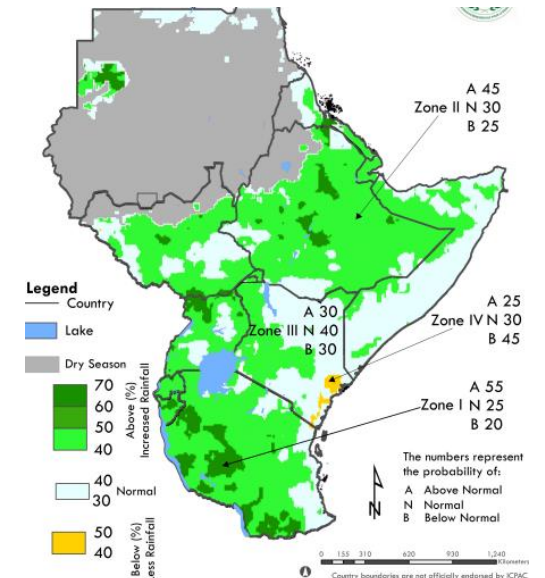 A 45
Zone II N 30
B 25
A 30
Zone III N 40
B 30
A 25
Zone IV N 30
B 45
A 55
Zone I N 25
B 20
Legend
Country
Lake
Dry Season
70
60
50
40
Above (%)
Increased Rainfall
40
30
Normal
50
40
Below (%)
ess Rainfall
The numbers represent
the probability of:
A Above Normal
N Normal
B Below Normal
N
0 155 310 620 930 1,240
Kilometers
Country boundaries are not officially endorsed by ICPAC